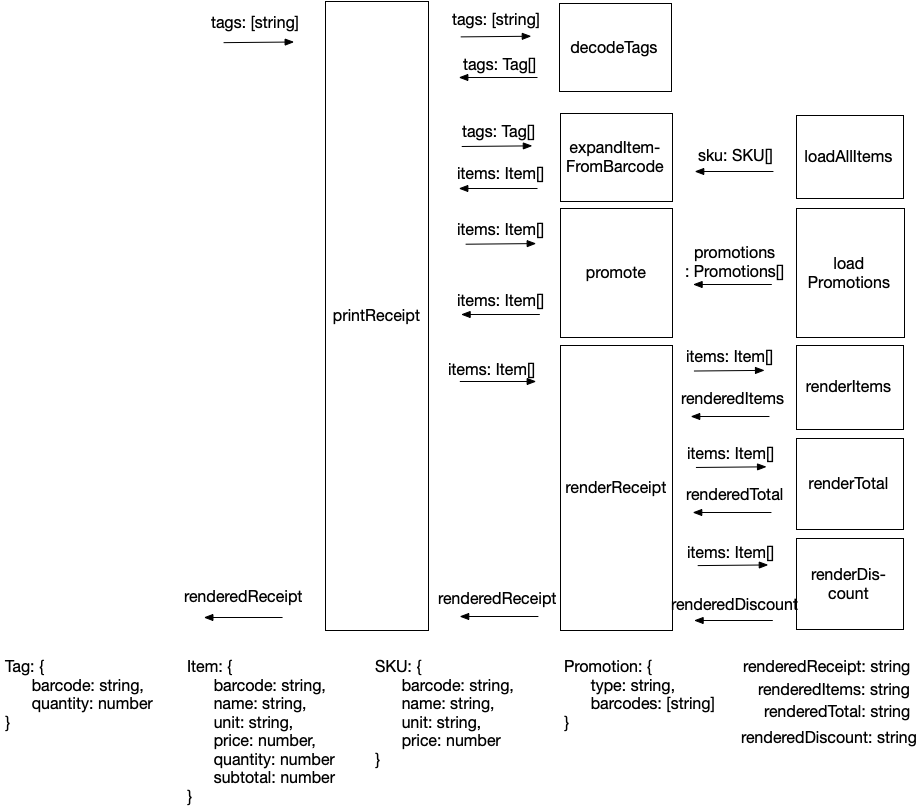 tags: [string]
tags: [string]
decodeTags
tags: Tag[]
tags: Tag[]
expandItem-
FromBarcode
sku: SKU[]
loadAllItems
items: Item[]
items: Item[]
promote
promotions
: Promotions[]
load
Promotions
items: Item[]
printReceipt
items: Item[]
items: Item[]
renderItems
renderedItems
items: Item[]
renderTotal
renderReceipt
renderedTotal
items: Item[]
renderDis-
count
renderedReceipt
renderedReceipt
renderedDiscount
Tag: {
barcode: string,
quantity: number
}
Item: {
barcode: string,
name: string,
unit: string,
price: number,
quantity: number
subtotal: number
}
SKU: {
barcode: string,
name: string,
unit: string,
price: number
}
Promotion: {
type: string,
barcodes: [string]
}
renderedReceipt: string
renderedItems: string
renderedTotal: string
renderedDiscount: string